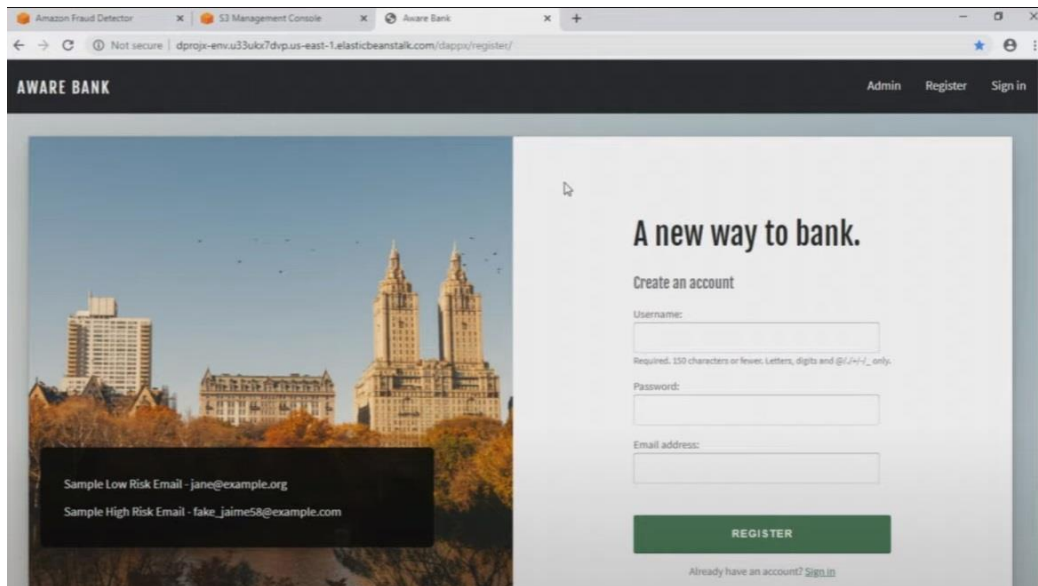 Amazon Fraud Detector
S3 Management Console
Aware Bank
Not secure
dprojx-env.u33ukx7dvp.us-east-1.elasticbeanstalk.com/dappx/register/
AWARE BANK
Admin
Register
Sign in
A new way to bank.
Create an account
Username:
Required. 150 characters or fewer. Letters, digits and @/./+/-/_ only.
Password:
Email address:
Sample Low Risk Email - jane@example.org
Sample High Risk Email - fake_jaime58@example.com
REGISTER
Already have an account? Sign in